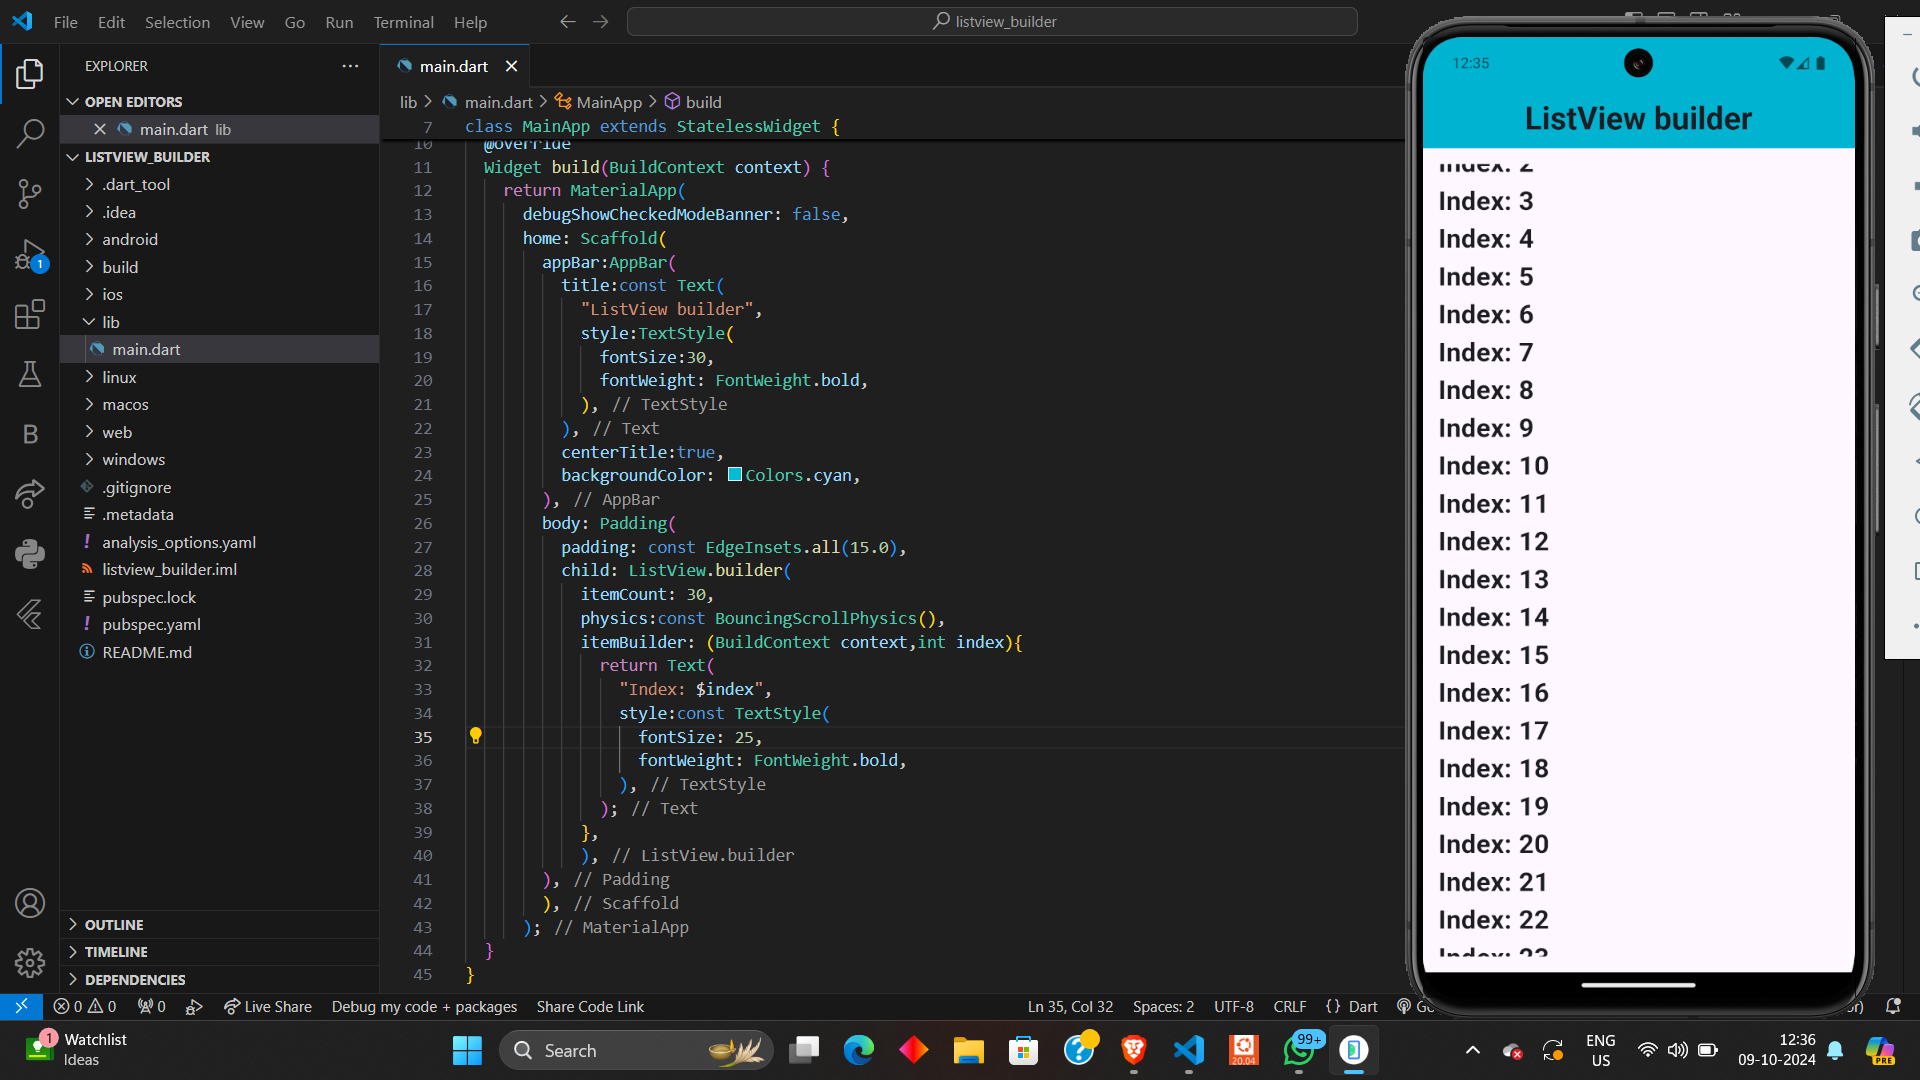 File Edit Selection View Go Run Terminal Help
listview_builder
EXPLORER
OPEN EDITORS
main.dart lib
LISTVIEW_BUILDER
.dart_tool
.idea
android
build
ios
lib
main.dart
linux
macos
web
windows
.gitignore
.metadata
analysis_options.yaml
listview_builder.iml
pubspec.lock
pubspec.yaml
README.md
OUTLINE
TIMELINE
DEPENDENCIES
1
B
main.dart
lib > main.dart > MainApp > build
7 class MainApp extends StatelessWidget {
10 @override
11 Widget build(BuildContext context) {
12 return MaterialApp(
13 debugShowCheckedModeBanner: false,
14 home: Scaffold(
15 appBar:AppBar(
16 title:const Text(
17 "ListView builder",
18 style:TextStyle(
19 fontSize:30,
20 fontWeight: FontWeight.bold,
21 ), // TextStyle
22 ), // Text
23 centerTitle:true,
24 backgroundColor: Colors.cyan,
25 ), // AppBar
26 body: Padding(
27 padding: const EdgeInsets.all(15.0),
28 child: ListView.builder(
29 itemCount: 30,
30 physics:const BouncingScrollPhysics(),
31 itemBuilder: (BuildContext context,int index){
32 return Text(
33 "Index: $index",
34 style:const TextStyle(
35 fontSize: 25,
36 fontWeight: FontWeight.bold,
37 ), // TextStyle
38 ); // Text
39 },
40 ), // ListView.builder
41 ), // Padding
42 ), // Scaffold
43 ); // MaterialApp
44 }
45 }
12:35
ListView builder
Index: 2
Index: 3
Index: 4
Index: 5
Index: 6
Index: 7
Index: 8
Index: 9
Index: 10
Index: 11
Index: 12
Index: 13
Index: 14
Index: 15
Index: 16
Index: 17
Index: 18
Index: 19
Index: 20
Index: 21
Index: 22
Index: 23
0 0 0 Live Share Debug my code + packages Share Code Link Ln 35, Col 32 Spaces: 2 UTF-8 CRLF {} Dart
1
Watchlist
Ideas
Search
20.04
99+
ENG
US
12:36
09-10-2024
PRE